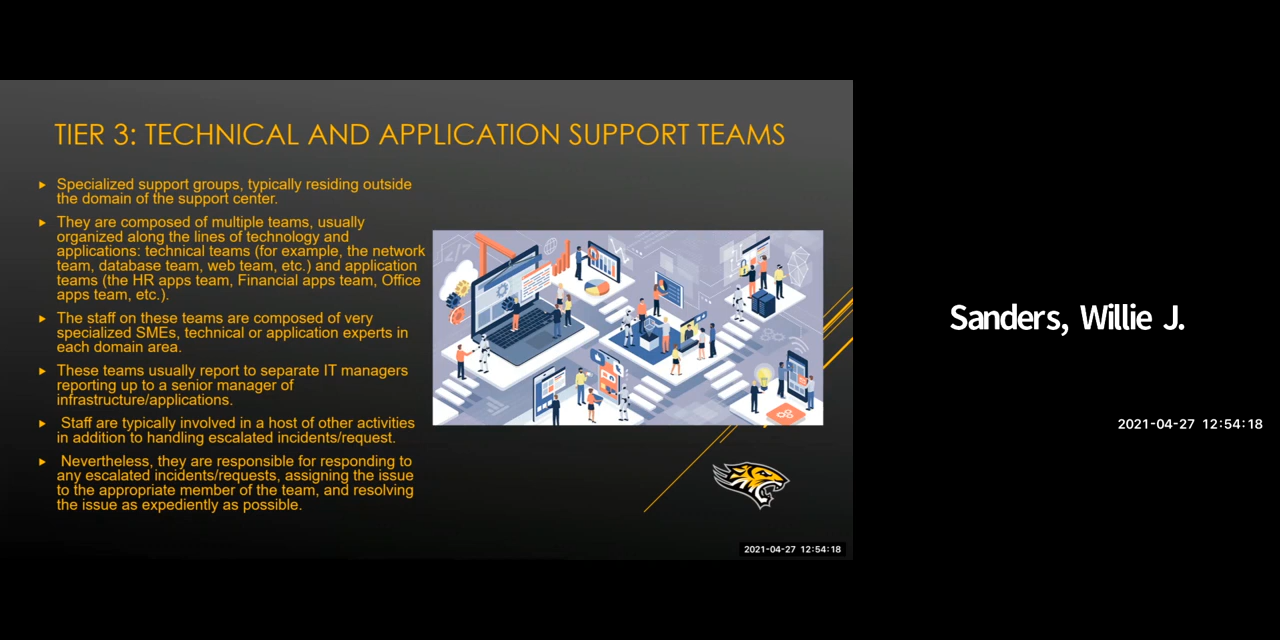 TIER 3: TECHNICAL AND APPLICATION SUPPORT TEAMS
Specialized support groups, typically residing outside
the domain of the support center.
They are composed of multiple teams, usually
organized along the lines of technology and
applications: technical teams (for example, the network
team, database team, web team, etc.) and application
teams (the HR apps team, Financial apps team, Office
apps team, etc.).
The staff on these teams are composed of very
specialized SMEs, technical or application experts in
each domain area.
These teams usually report to separate IT managers
reporting up to a senior manager of
infrastructure/applications.
Staff are typically involved in a host of other activities
in addition to handling escalated incidents/request.
Nevertheless, they are responsible for responding to
any escalated incidents/requests, assigning the issue
to the appropriate member of the team, and resolving
the issue as expediently as possible.
2021-04-27 12:54:18
Sanders, Willie J.
2021-04-27 12:54:18